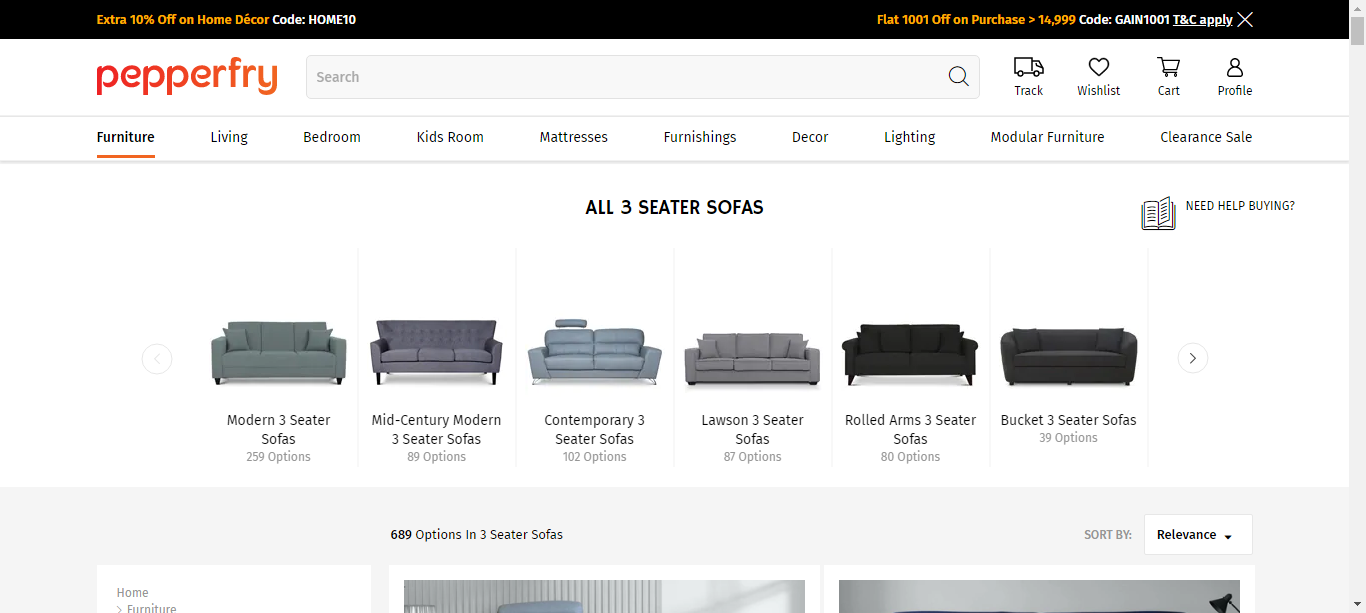 Extra 10% Off on Home Décor Code: HOME10
Flat 1001 Off on Purchase > 14,999 Code: GAIN1001 T&C apply
pepperfry
Search
Track
Wishlist
Cart
Profile
Furniture
Living
Bedroom
Kids Room
Mattresses
Furnishings
Decor
Lighting
Modular Furniture
Clearance Sale
ALL 3 SEATER SOFAS
NEED HELP BUYING?
Modern 3 Seater
Sofas
259 Options
Mid-Century Modern
3 Seater Sofas
89 Options
Contemporary 3
Seater Sofas
102 Options
Lawson 3 Seater
Sofas
87 Options
Rolled Arms 3 Seater
Sofas
80 Options
Bucket 3 Seater Sofas
39 Options
689 Options In 3 Seater Sofas
SORT BY:
Relevance
Home
Furniture